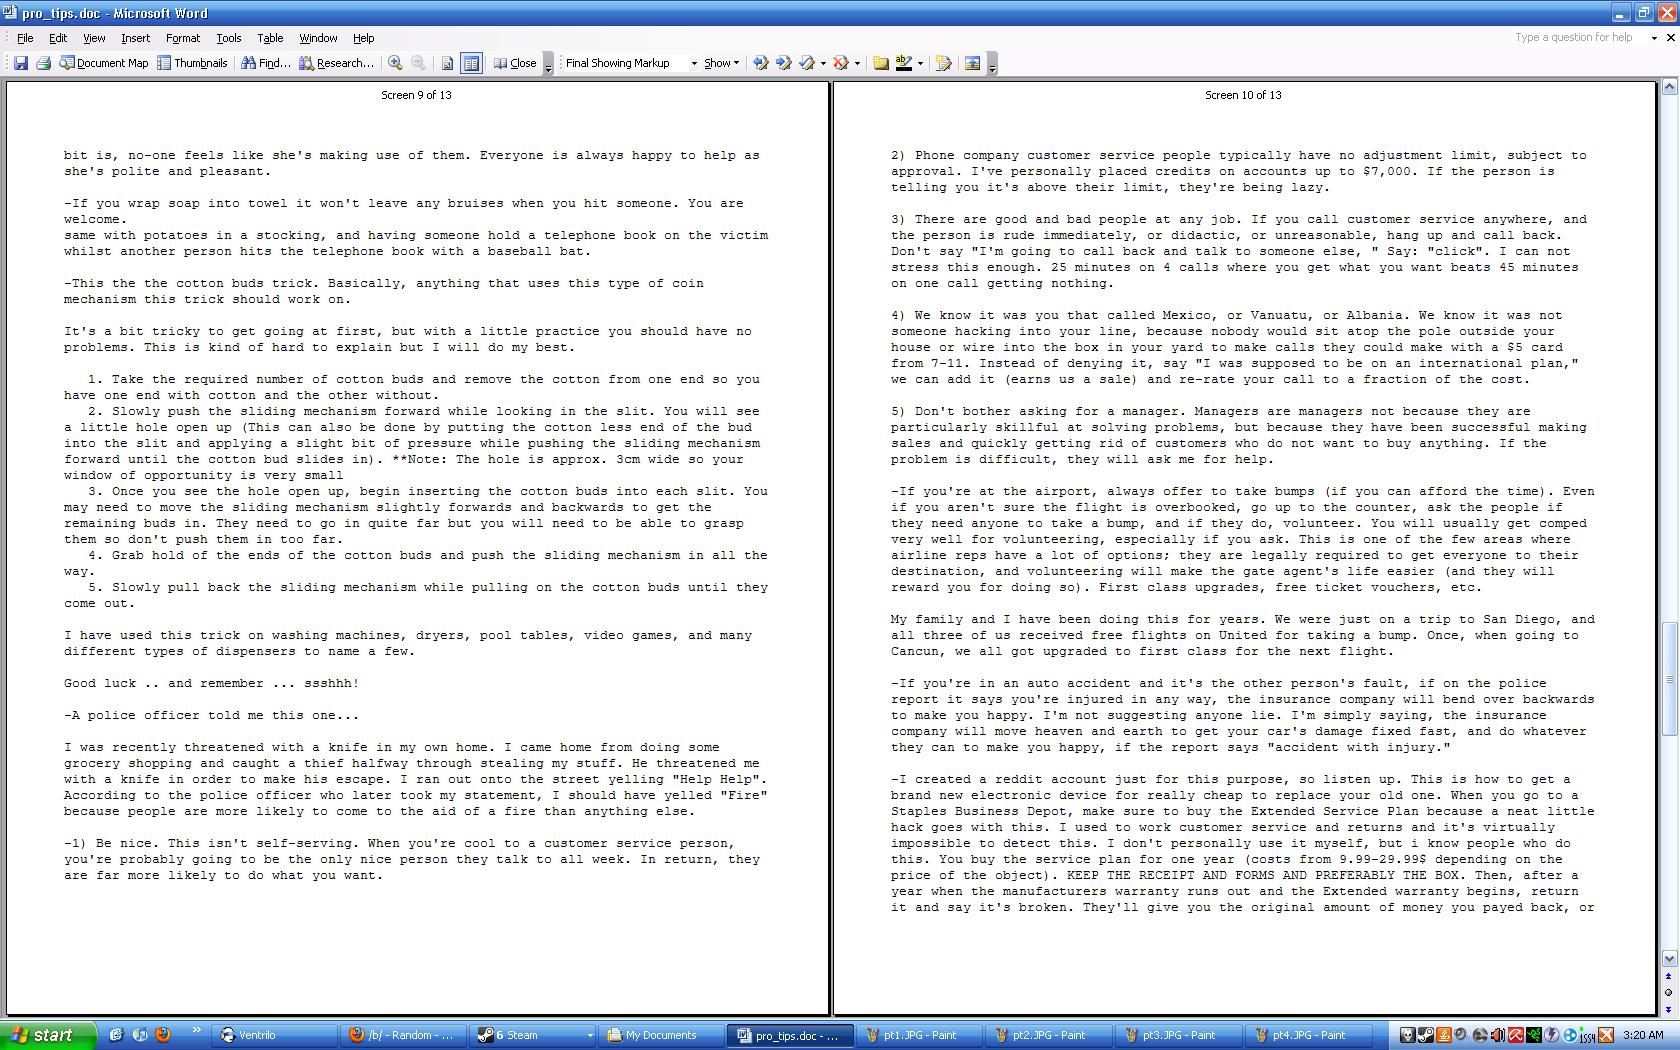 pro_tips.doc - Microsoft Word
File Edit View Insert Format Tools Table Window Help
Type a question for help
Document Map Thumbnails Find... Research... Close Final Showing Markup Show
Screen 9 of 13
bit is, no-one feels like she's making use of them. Everyone is always happy to help as
she's polite and pleasant.
-If you wrap soap into towel it won't leave any bruises when you hit someone. You are
welcome.
same with potatoes in a stocking, and having someone hold a telephone book on the victim
whilst another person hits the telephone book with a baseball bat.
-This the the cotton buds trick. Basically, anything that uses this type of coin
mechanism this trick should work on.
It's a bit tricky to get going at first, but with a little practice you should have no
problems. This is kind of hard to explain but I will do my best.
1. Take the required number of cotton buds and remove the cotton from one end so you
have one end with cotton and the other without.
2. Slowly push the sliding mechanism forward while looking in the slit. You will see
a little hole open up (This can also be done by putting the cotton less end of the bud
into the slit and applying a slight bit of pressure while pushing the sliding mechanism
forward until the cotton bud slides in). **Note: The hole is approx. 3cm wide so your
window of opportunity is very small
3. Once you see the hole open up, begin inserting the cotton buds into each slit. You
may need to move the sliding mechanism slightly forwards and backwards to get the
remaining buds in. They need to go in quite far but you will need to be able to grasp
them so don't push them in too far.
4. Grab hold of the ends of the cotton buds and push the sliding mechanism in all the
way.
5. Slowly pull back the sliding mechanism while pulling on the cotton buds until they
come out.
I have used this trick on washing machines, dryers, pool tables, video games, and many
different types of dispensers to name a few.
Good luck .. and remember ... ssshhh!
-A police officer told me this one...
I was recently threatened with a knife in my own home. I came home from doing some
grocery shopping and caught a thief halfway through stealing my stuff. He threatened me
with a knife in order to make his escape. I ran out onto the street yelling "Help Help".
According to the police officer who later took my statement, I should have yelled "Fire"
because people are more likely to come to the aid of a fire than anything else.
-1) Be nice. This isn't self-serving. When you're cool to a customer service person,
you're probably going to be the only nice person they talk to all week. In return, they
are far more likely to do what you want.
Screen 10 of 13
2) Phone company customer service people typically have no adjustment limit, subject to
approval. I've personally placed credits on accounts up to $7,000. If the person is
telling you it's above their limit, they're being lazy.
3) There are good and bad people at any job. If you call customer service anywhere, and
the person is rude immediately, or didactic, or unreasonable, hang up and call back.
Don't say "I'm going to call back and talk to someone else, " Say: "click". I can not
stress this enough. 25 minutes on 4 calls where you get what you want beats 45 minutes
on one call getting nothing.
4) We know it was you that called Mexico, or Vanuatu, or Albania. We know it was not
someone hacking into your line, because nobody would sit atop the pole outside your
house or wire into the box in your yard to make calls they could make with a $5 card
from 7-11. Instead of denying it, say "I was supposed to be on an international plan,"
we can add it (earns us a sale) and re-rate your call to a fraction of the cost.
5) Don't bother asking for a manager. Managers are managers not because they are
particularly skillful at solving problems, but because they have been successful making
sales and quickly getting rid of customers who do not want to buy anything. If the
problem is difficult, they will ask me for help.
-If you're at the airport, always offer to take bumps (if you can afford the time). Even
if you aren't sure the flight is overbooked, go up to the counter, ask the people if
they need anyone to take a bump, and if they do, volunteer. You will usually get comped
very well for volunteering, especially if you ask. This is one of the few areas where
airline reps have a lot of options; they are legally required to get everyone to their
destination, and volunteering will make the gate agent's life easier (and they will
reward you for doing so). First class upgrades, free ticket vouchers, etc.
My family and I have been doing this for years. We were just on a trip to San Diego, and
all three of us received free flights on United for taking a bump. Once, when going to
Cancun, we all got upgraded to first class for the next flight.
-If you're in an auto accident and it's the other person's fault, if on the police
report it says you're injured in any way, the insurance company will bend over backwards
to make you happy. I'm not suggesting anyone lie. I'm simply saying, the insurance
company will move heaven and earth to get your car's damage fixed fast, and do whatever
they can to make you happy, if the report says "accident with injury."
-I created a reddit account just for this purpose, so listen up. This is how to get a
brand new electronic device for really cheap to replace your old one. When you go to a
Staples Business Depot, make sure to buy the Extended Service Plan because a neat little
hack goes with this. I used to work customer service and returns and it's virtually
impossible to detect this. I don't personally use it myself, but i know people who do
this. You buy the service plan for one year (costs from 9.99-29.99$ depending on the
price of the object). KEEP THE RECEIPT AND FORMS AND PREFERABLY THE BOX. Then, after a
year when the manufacturers warranty runs out and the Extended warranty begins, return
it and say it's broken. They'll give you the original amount of money you payed back, or
start Ventrilo /b/ - Random - ... 6 Steam My Documents pro_tips.doc - ... pt1.JPG - Paint pt2.JPG - Paint pt3.JPG - Paint pt4.JPG - Paint 1554 3:20 AM